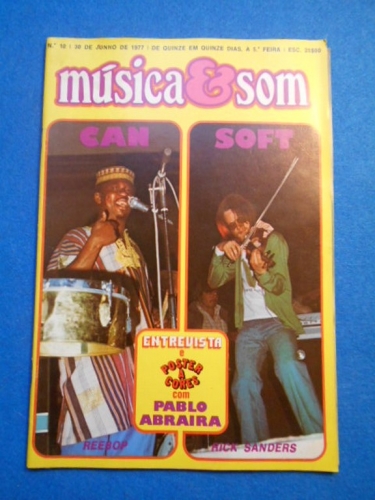 N.º 10 | 30 DE JUNHO DE 1977 | DE QUINZE EM QUINZE DIAS, À 5.ª FEIRA | ESC. 20$00
música & som
CAN
SOFT
ENTREVISTA
e
POSTER
A
CORES
com
PABLO
ABRAIRA
REEBOP
RICK SANDERS